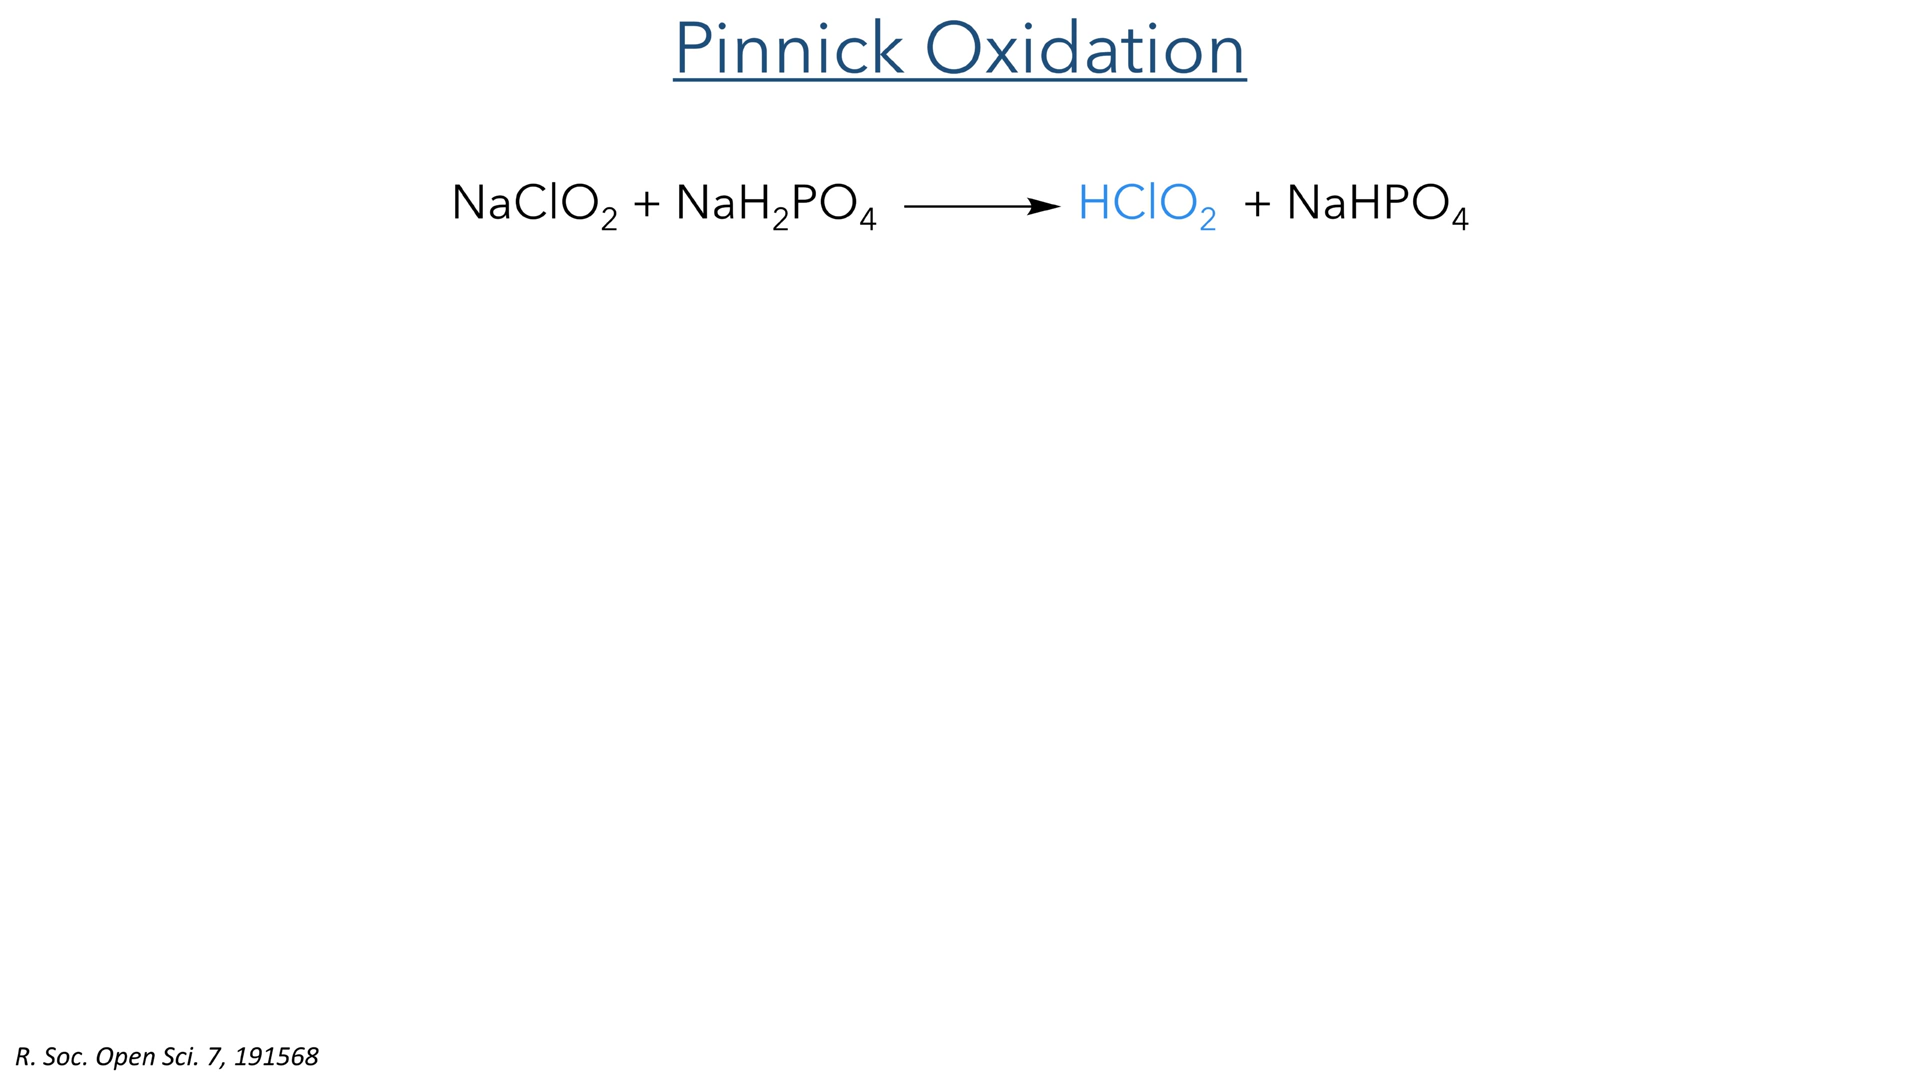 Pinnick Oxidation
NaClO₂ + NaH₂PO₄ ⟶ HClO₂ + NaHPO₄
R. Soc. Open Sci. 7, 191568